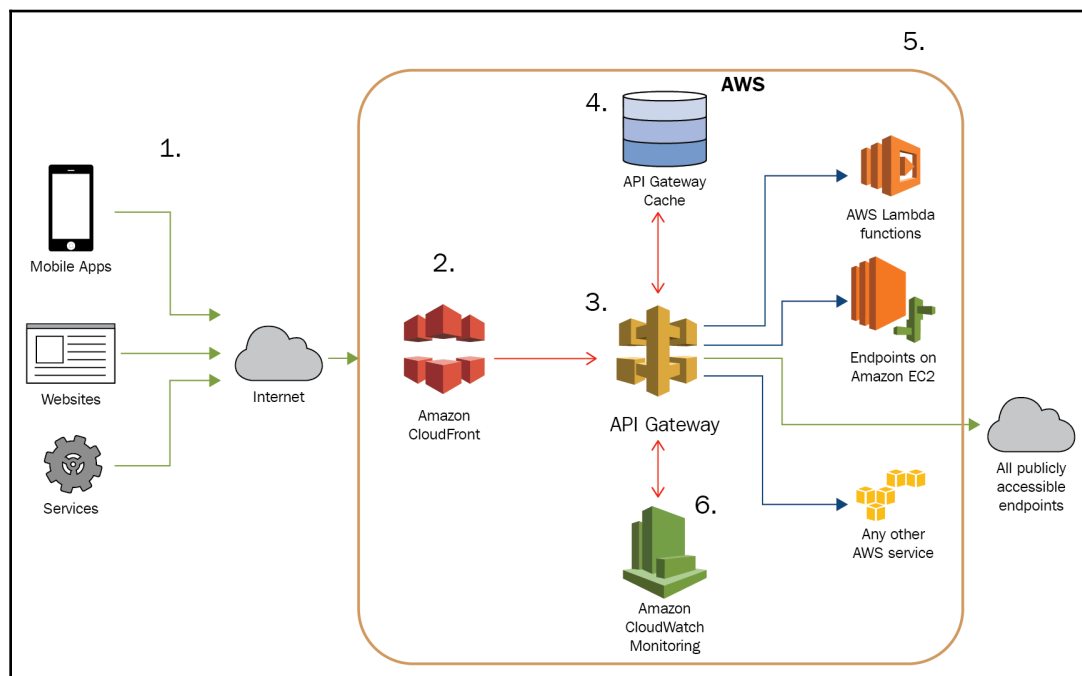 5.
AWS
4.
1.
API Gateway
Cache
AWS Lambda
functions
Mobile Apps
2.
3.
Endpoints on
Amazon EC2
Websites
Internet
Amazon
CloudFront
API Gateway
All publicly
accessible
endpoints
Services
6.
Any other
AWS service
Amazon
CloudWatch
Monitoring